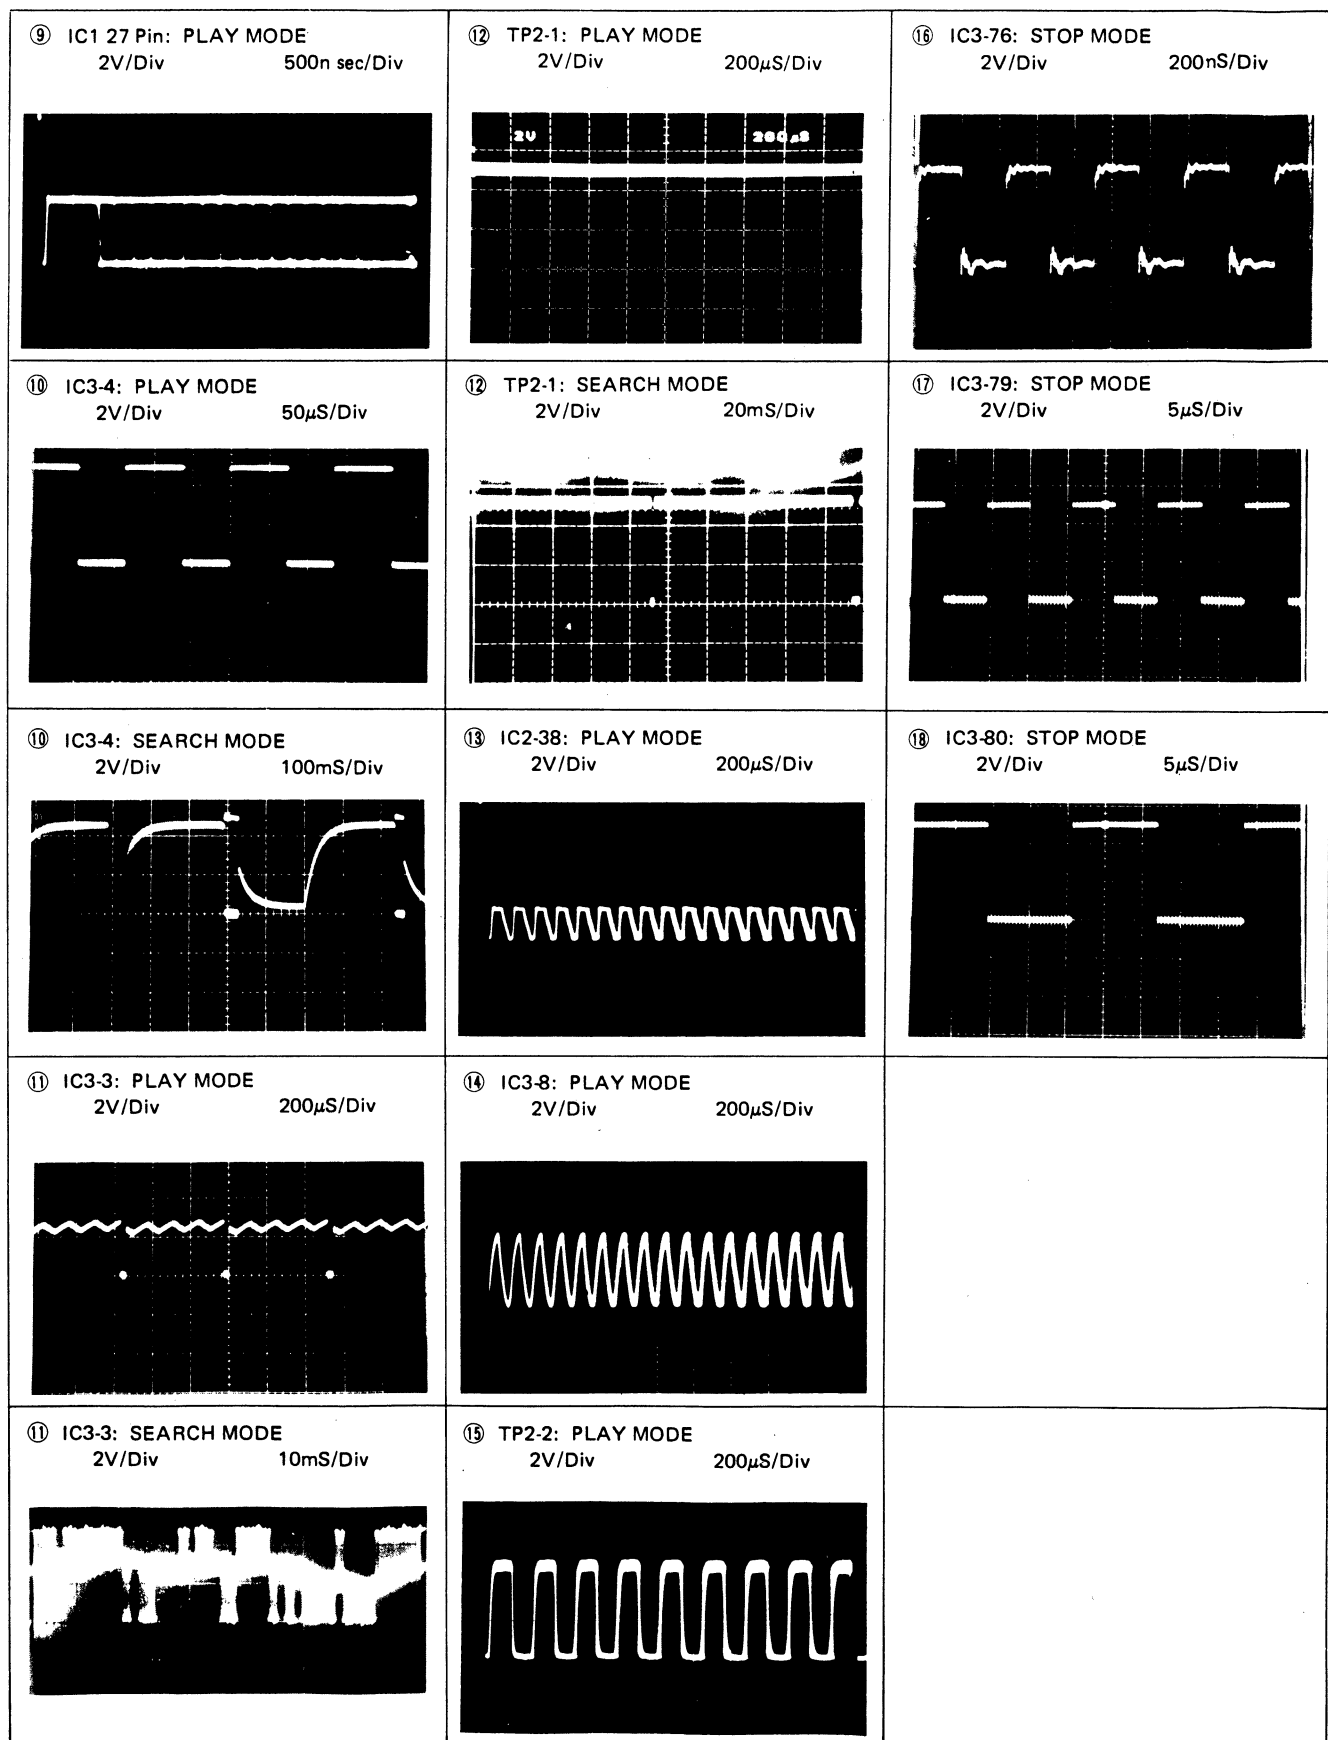 ⑨ IC1 27 Pin: PLAY MODE
2V/Div 500n sec/Div
⑩ IC3-4: PLAY MODE
2V/Div 50μS/Div
⑩ IC3-4: SEARCH MODE
2V/Div 100mS/Div
⑪ IC3-3: PLAY MODE
2V/Div 200μS/Div
⑪ IC3-3: SEARCH MODE
2V/Div 10mS/Div
⑫ TP2-1: PLAY MODE
2V/Div 200μS/Div
2V 200μS
⑫ TP2-1: SEARCH MODE
2V/Div 20mS/Div
⑬ IC2-38: PLAY MODE
2V/Div 200μS/Div
⑭ IC3-8: PLAY MODE
2V/Div 200μS/Div
⑮ TP2-2: PLAY MODE
2V/Div 200μS/Div
⑯ IC3-76: STOP MODE
2V/Div 200nS/Div
⑰ IC3-79: STOP MODE
2V/Div 5μS/Div
⑱ IC3-80: STOP MODE
2V/Div 5μS/Div